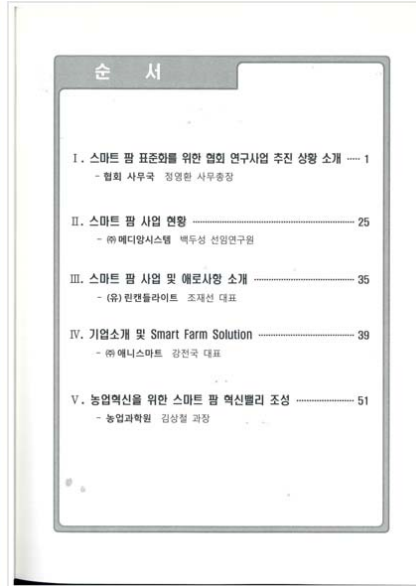 순 서
Ⅰ. 스마트 팜 표준화를 위한 협회 연구사업 추진 상황 소개 ····· 1
- 협회 사무국 정영환 사무총장
Ⅱ. 스마트 팜 사업 현황 ····· 25
- ㈜메디앙시스템 백두성 선임연구원
Ⅲ. 스마트 팜 사업 및 애로사항 소개 ····· 35
- (유)린캔들라이트 조재선 대표
Ⅳ. 기업소개 및 Smart Farm Solution ····· 39
- ㈜애니스마트 강전국 대표
Ⅴ. 농업혁신을 위한 스마트 팜 혁신밸리 조성 ····· 51
- 농업과학원 김상철 과장